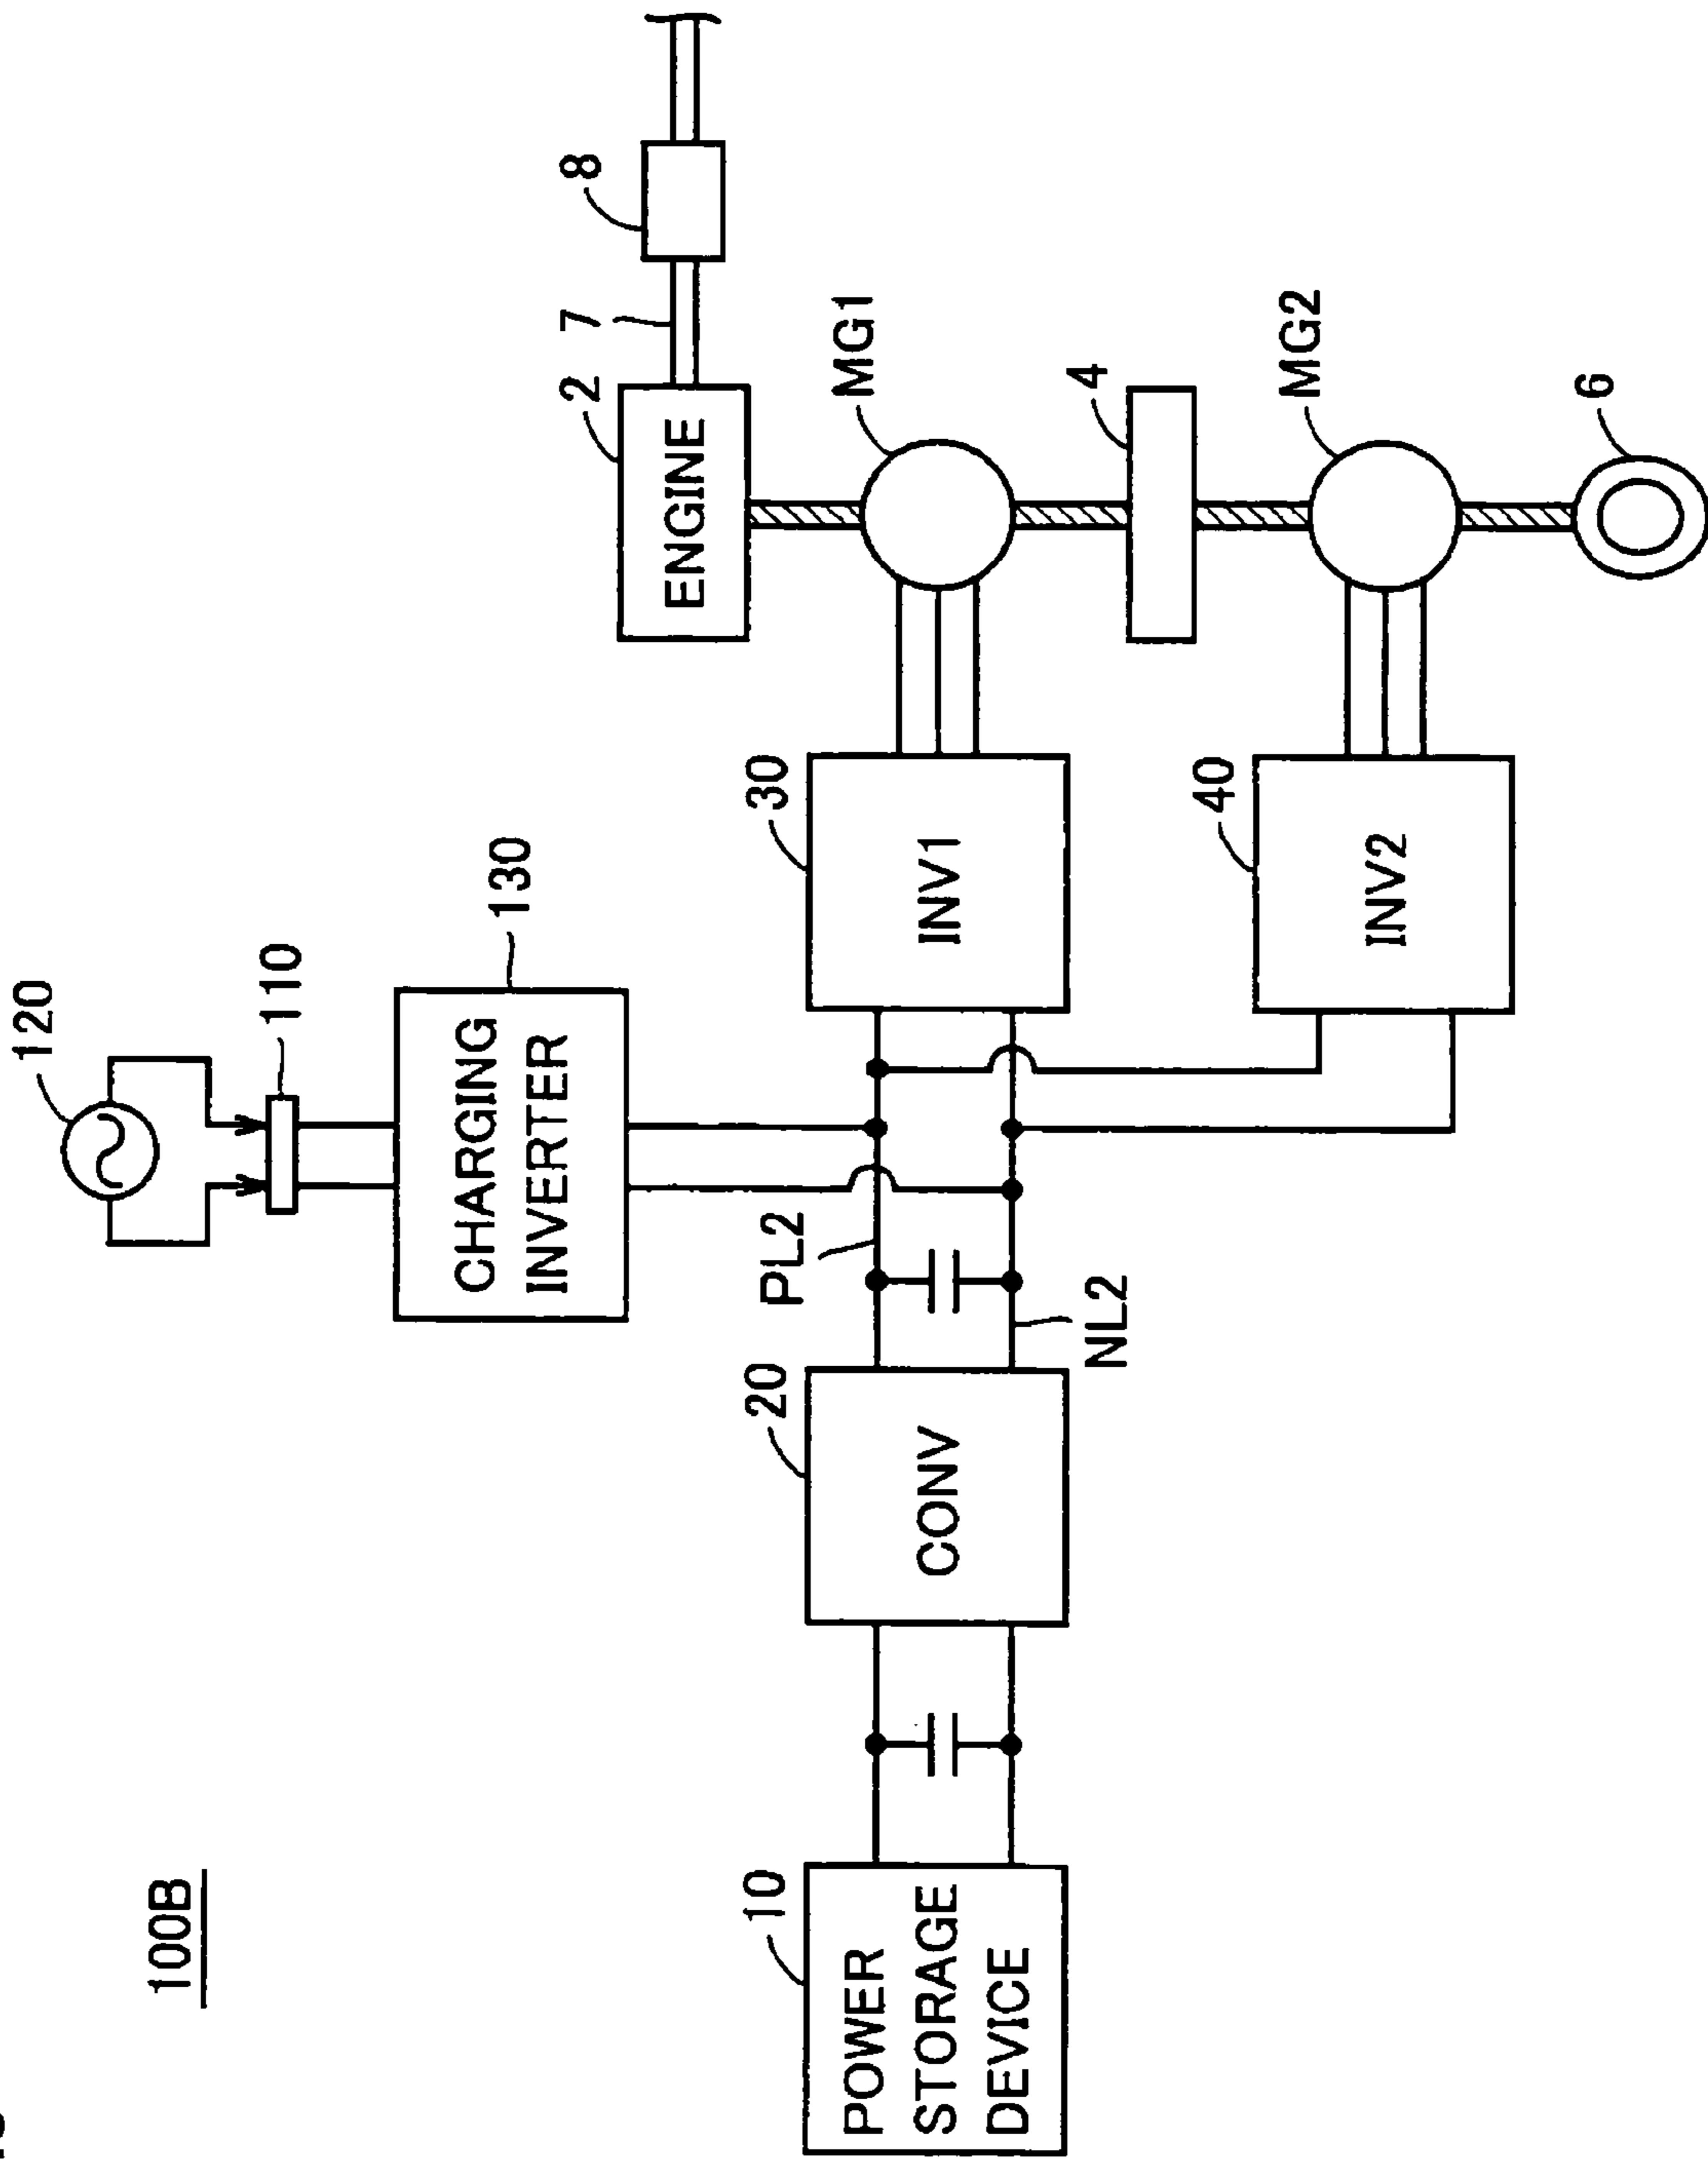 100B
120
110
CHARGING
INVERTER
130
2
7
8
ENGINE
10
POWER
STORAGE
DEVICE
20
CONV
PL2
NL2
30
INV1
MG1
4
40
INV2
MG2
6